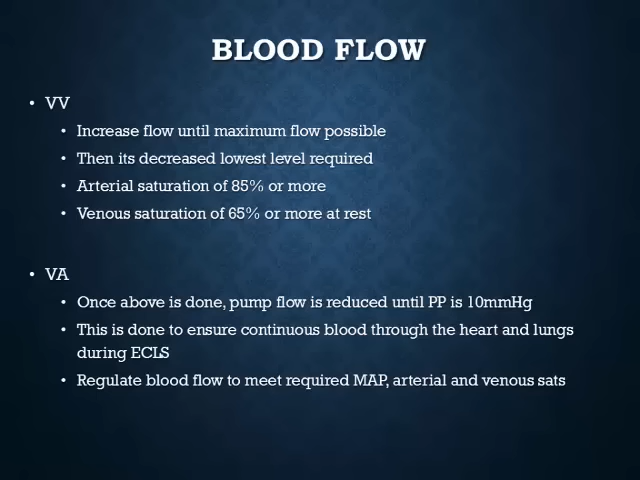 BLOOD FLOW
• VV
• Increase flow until maximum flow possible
• Then its decreased lowest level required
• Arterial saturation of 85% or more
• Venous saturation of 65% or more at rest
• VA
• Once above is done, pump flow is reduced until PP is 10mmHg
• This is done to ensure continuous blood through the heart and lungs
during ECLS
• Regulate blood flow to meet required MAP, arterial and venous sats